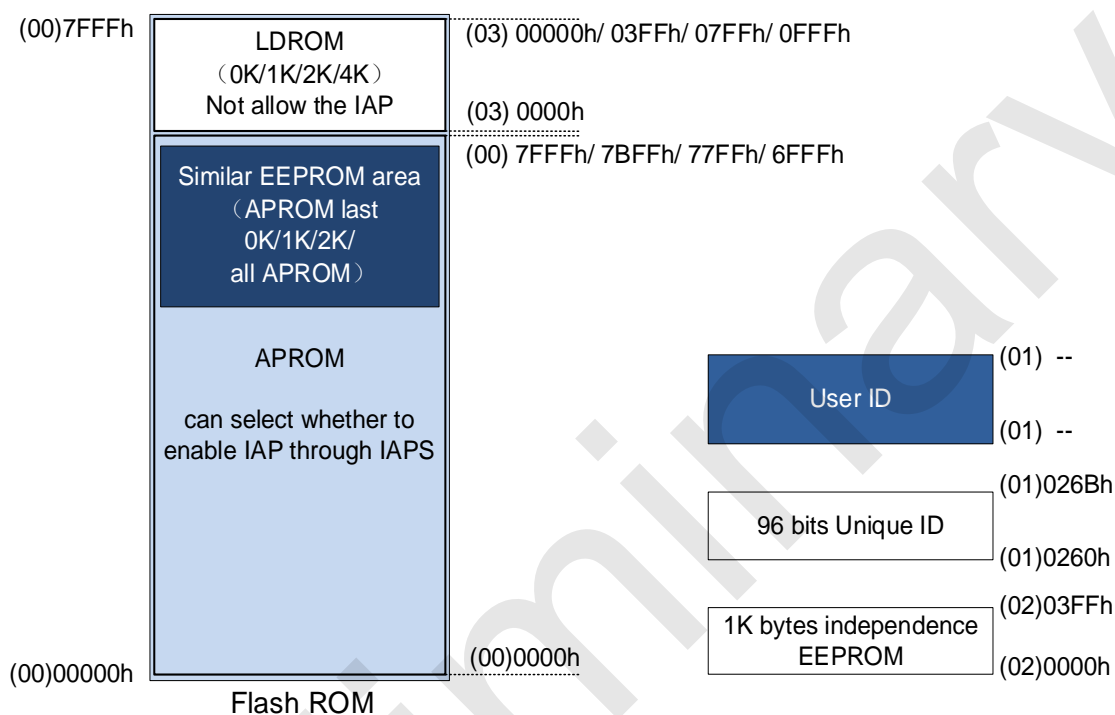 (00)7FFFh
LDROM
（0K/1K/2K/4K）
Not allow the IAP
(03) 00000h/ 03FFh/ 07FFh/ 0FFFh
(03) 0000h
(00) 7FFFh/ 7BFFh/ 77FFh/ 6FFFh
Similar EEPROM area
（APROM last
0K/1K/2K/
all APROM）
APROM
can select whether to
enable IAP through IAPS
(00)00000h
(00)0000h
Flash ROM
(01) --
User ID
(01) --
(01)026Bh
96 bits Unique ID
(01)0260h
(02)03FFh
1K bytes independence
EEPROM
(02)0000h
iminary